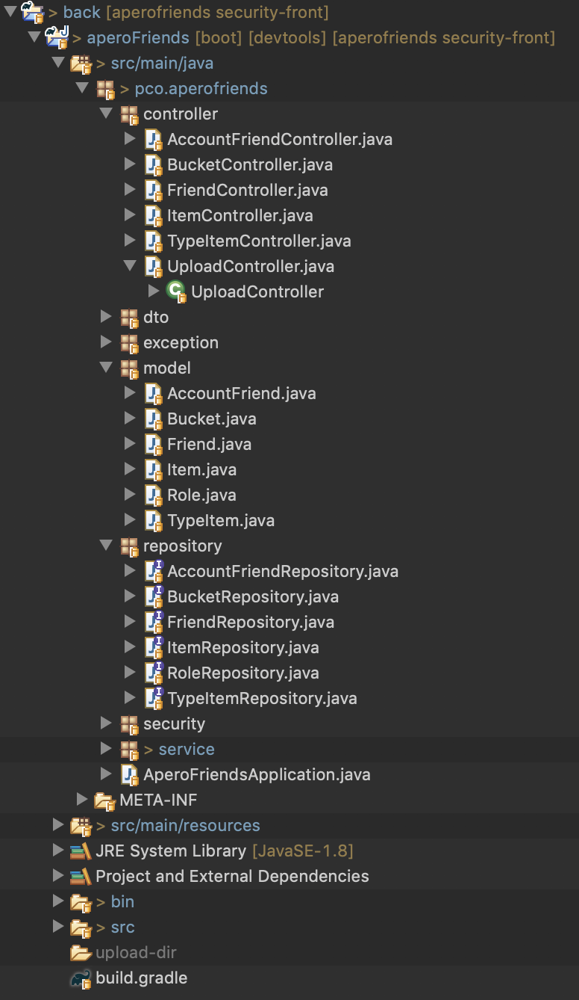 > back [aperofriends security-front]
> aperoFriends [boot] [devtools] [aperofriends security-front]
> src/main/java
> pco.aperofriends
controller
AccountFriendController.java
BucketController.java
FriendController.java
ItemController.java
TypeItemController.java
UploadController.java
UploadController
dto
exception
model
AccountFriend.java
Bucket.java
Friend.java
Item.java
Role.java
TypeItem.java
repository
AccountFriendRepository.java
BucketRepository.java
FriendRepository.java
ItemRepository.java
RoleRepository.java
TypeItemRepository.java
security
> service
AperoFriendsApplication.java
META-INF
> src/main/resources
JRE System Library [JavaSE-1.8]
Project and External Dependencies
> bin
> src
upload-dir
build.gradle